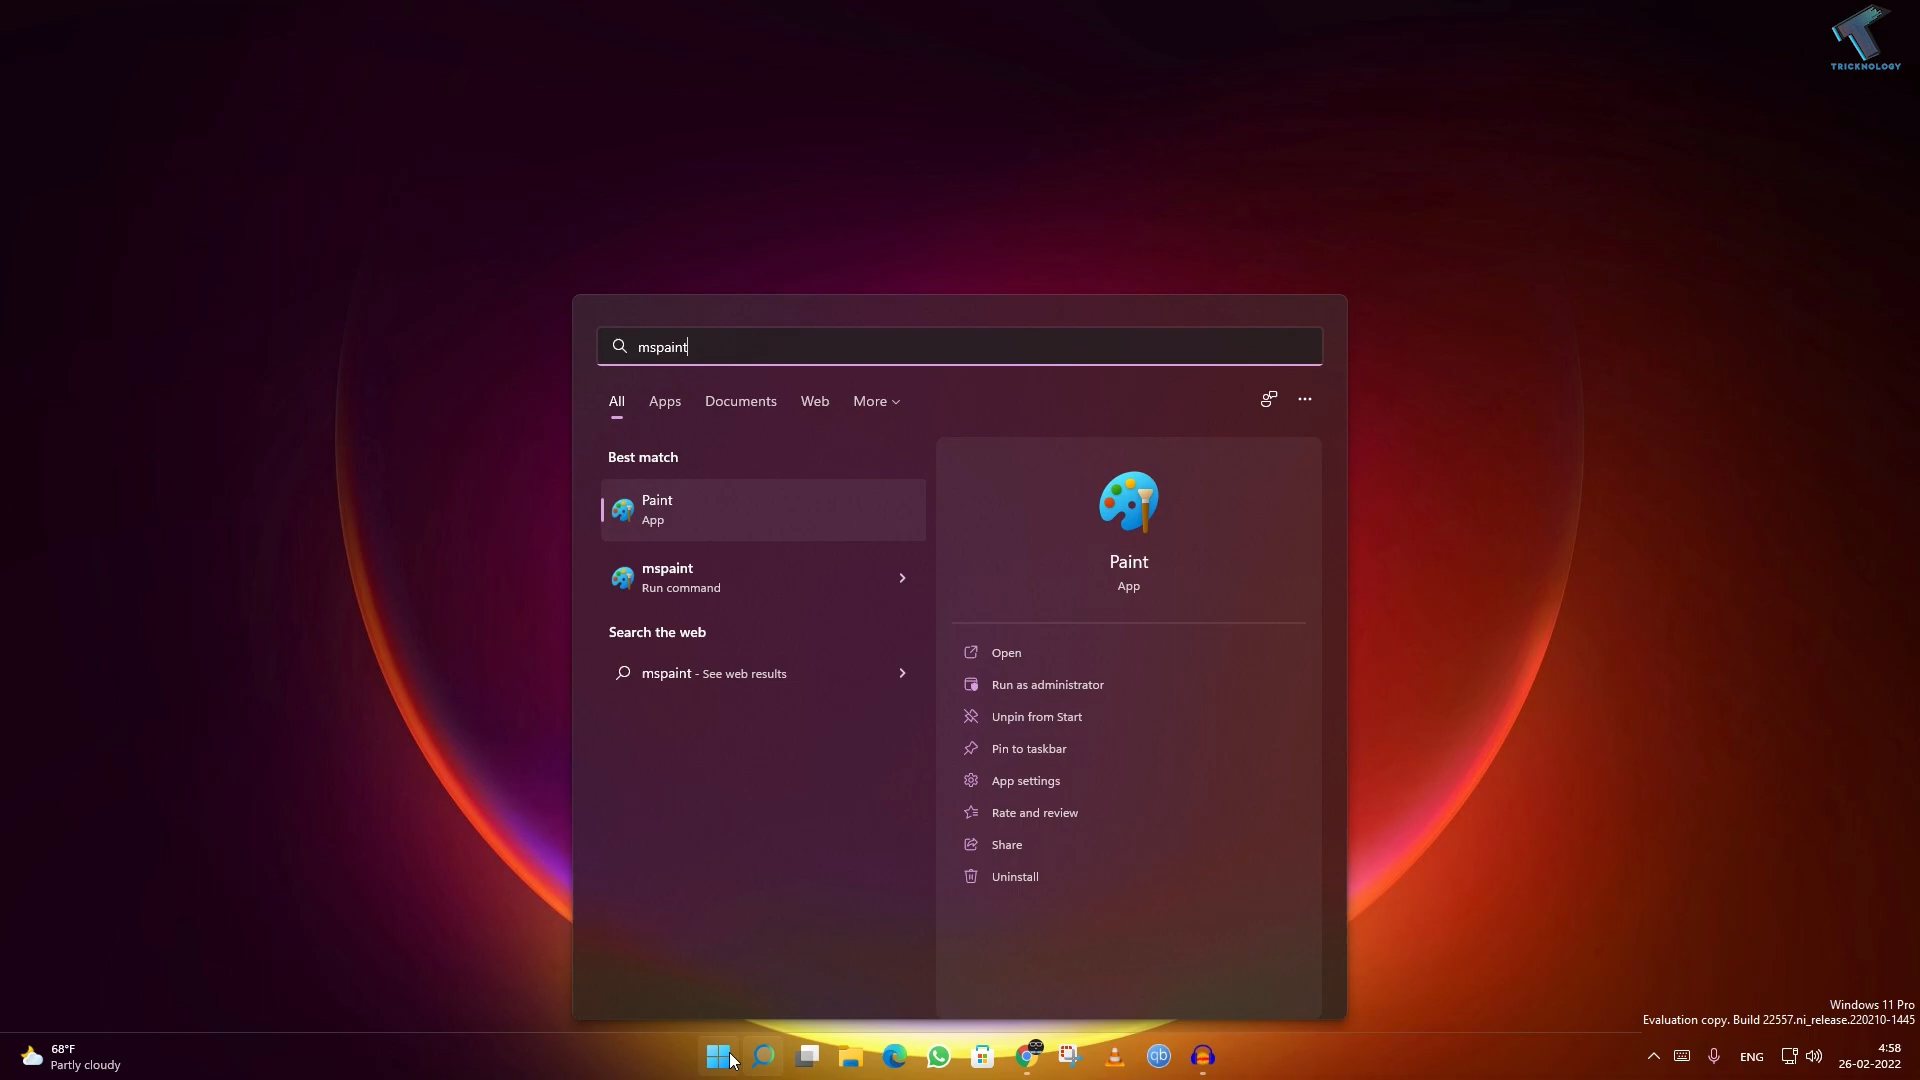 TRICKNOLOGY
mspaint
All Apps Documents Web More
Best match
Paint
App
mspaint
Run command
Search the web
mspaint - See web results
Paint
App
Open
Run as administrator
Unpin from Start
Pin to taskbar
App settings
Rate and review
Share
Uninstall
Windows 11 Pro
Evaluation copy. Build 22557.ni_release.220210-1445
68°F
Partly cloudy
qb
ENG
4:58
26-02-2022